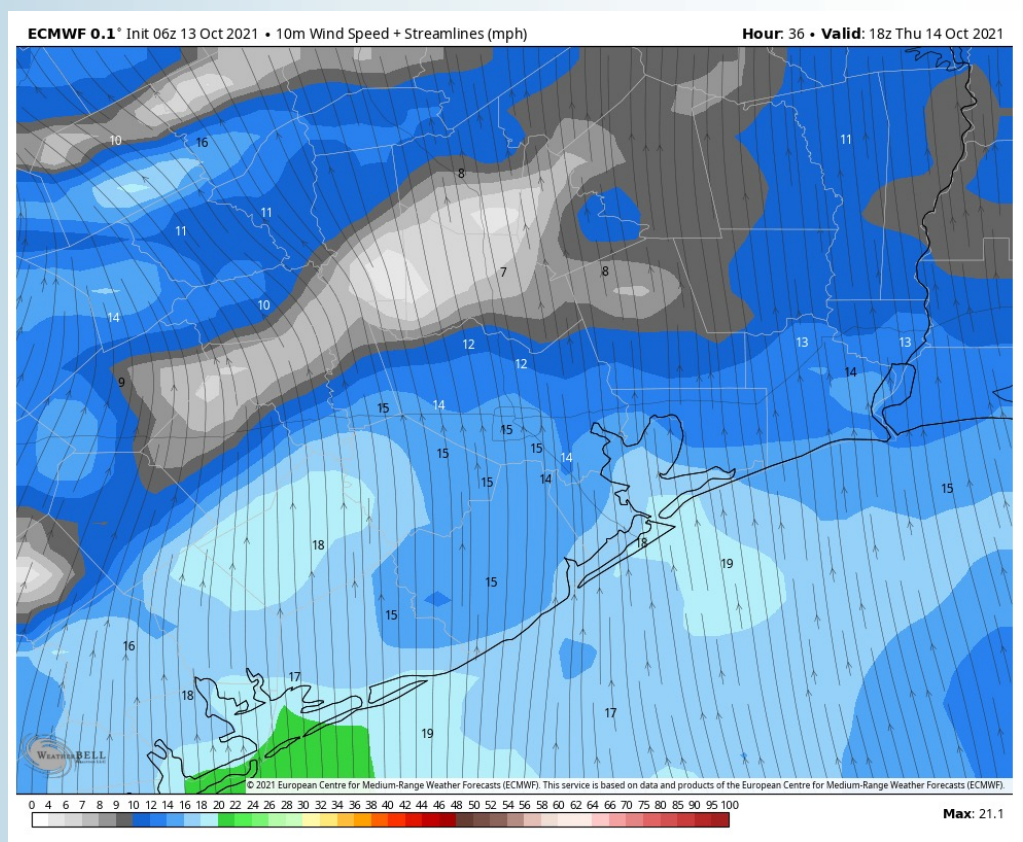 ECMWF 0.1° Init 06z 13 Oct 2021 • 10m Wind Speed + Streamlines (mph) Hour: 36 • Valid: 18z Thu 14 Oct 2021
10 16 11
8
11
11
7 8
10
14
12 13 13
12
9 14
15 14
15
15 15 14
15 14 15
18 18
19
15
15
16
17
18
17
19
WEATHERBELL
© 2021 European Centre for Medium-Range Weather Forecasts (ECMWF). This service is based on data and products of the European Centre for Medium-Range Weather Forecasts (ECMWF).
0 4 6 7 8 9 10 12 14 16 18 20 22 24 26 28 30 32 34 36 38 40 42 44 46 48 50 52 54 56 58 60 62 64 66 70 75 80 85 90 95 100
Max: 21.1